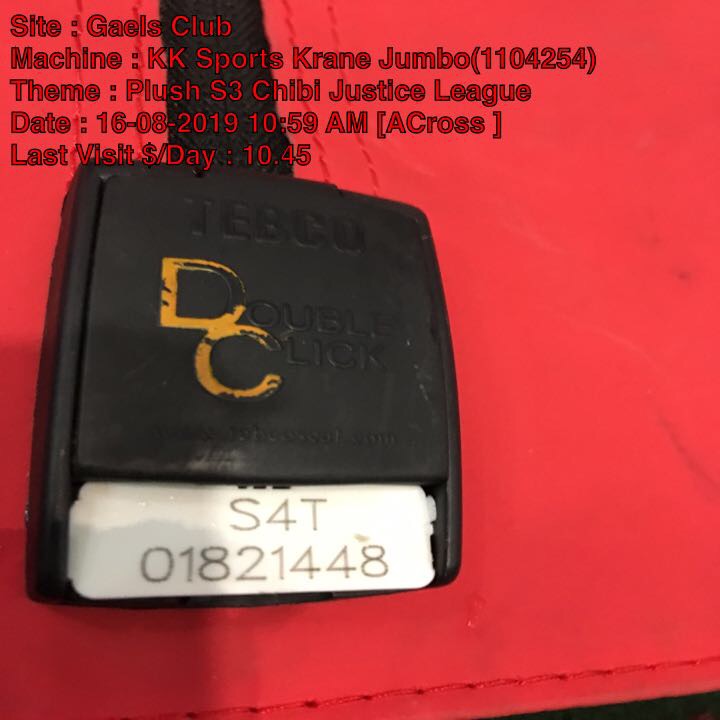 Site : Gaels Club
Machine : KK Sports Krane Jumbo(1104254)
Theme : Plush S3 Chibi Justice League
Date : 16-08-2019 10:59 AM [ACross ]
Last Visit $/Day : 10.45
TEBCO
DOUBLE
CLICK
S4T
01821448